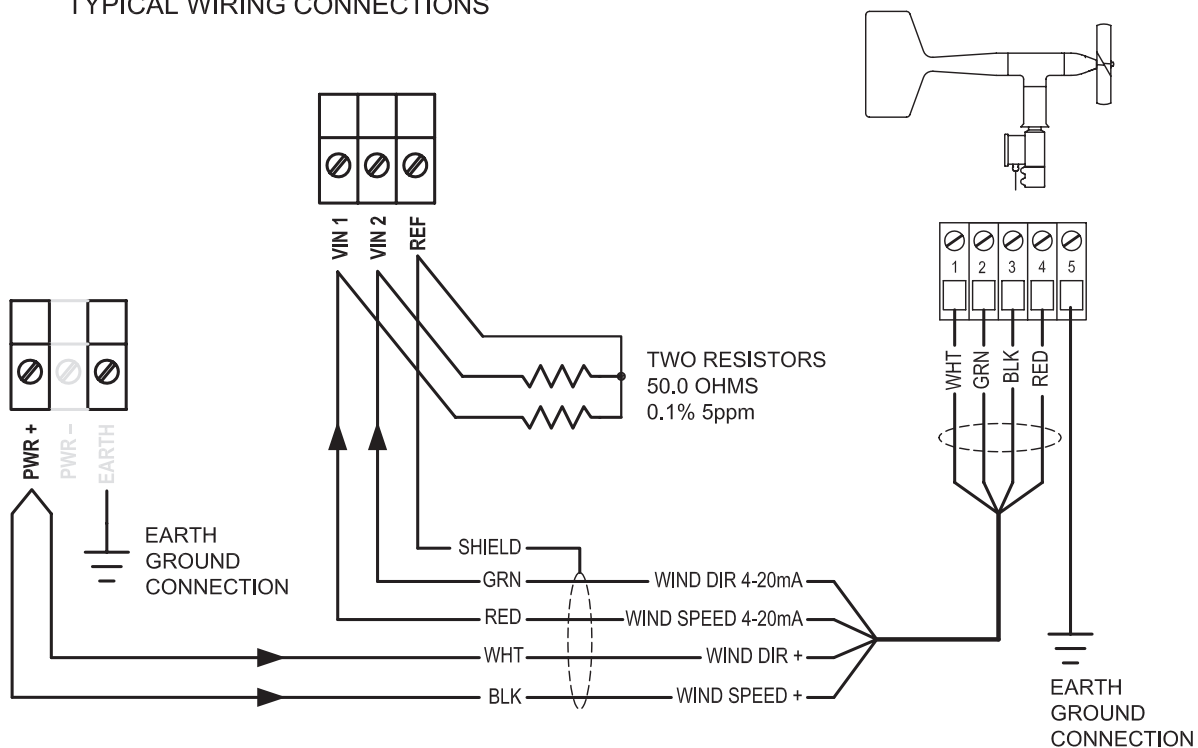 TYPICAL WIRING CONNECTIONS
VIN 1
VIN 2
REF
1
2
3
4
5
WHT
GRN
BLK
RED
TWO RESISTORS
50.0 OHMS
0.1% 5ppm
PWR +
PWR –
EARTH
EARTH
GROUND
CONNECTION
SHIELD
GRN
WIND DIR 4-20mA
RED
WIND SPEED 4-20mA
WHT
WIND DIR +
BLK
WIND SPEED +
EARTH
GROUND
CONNECTION